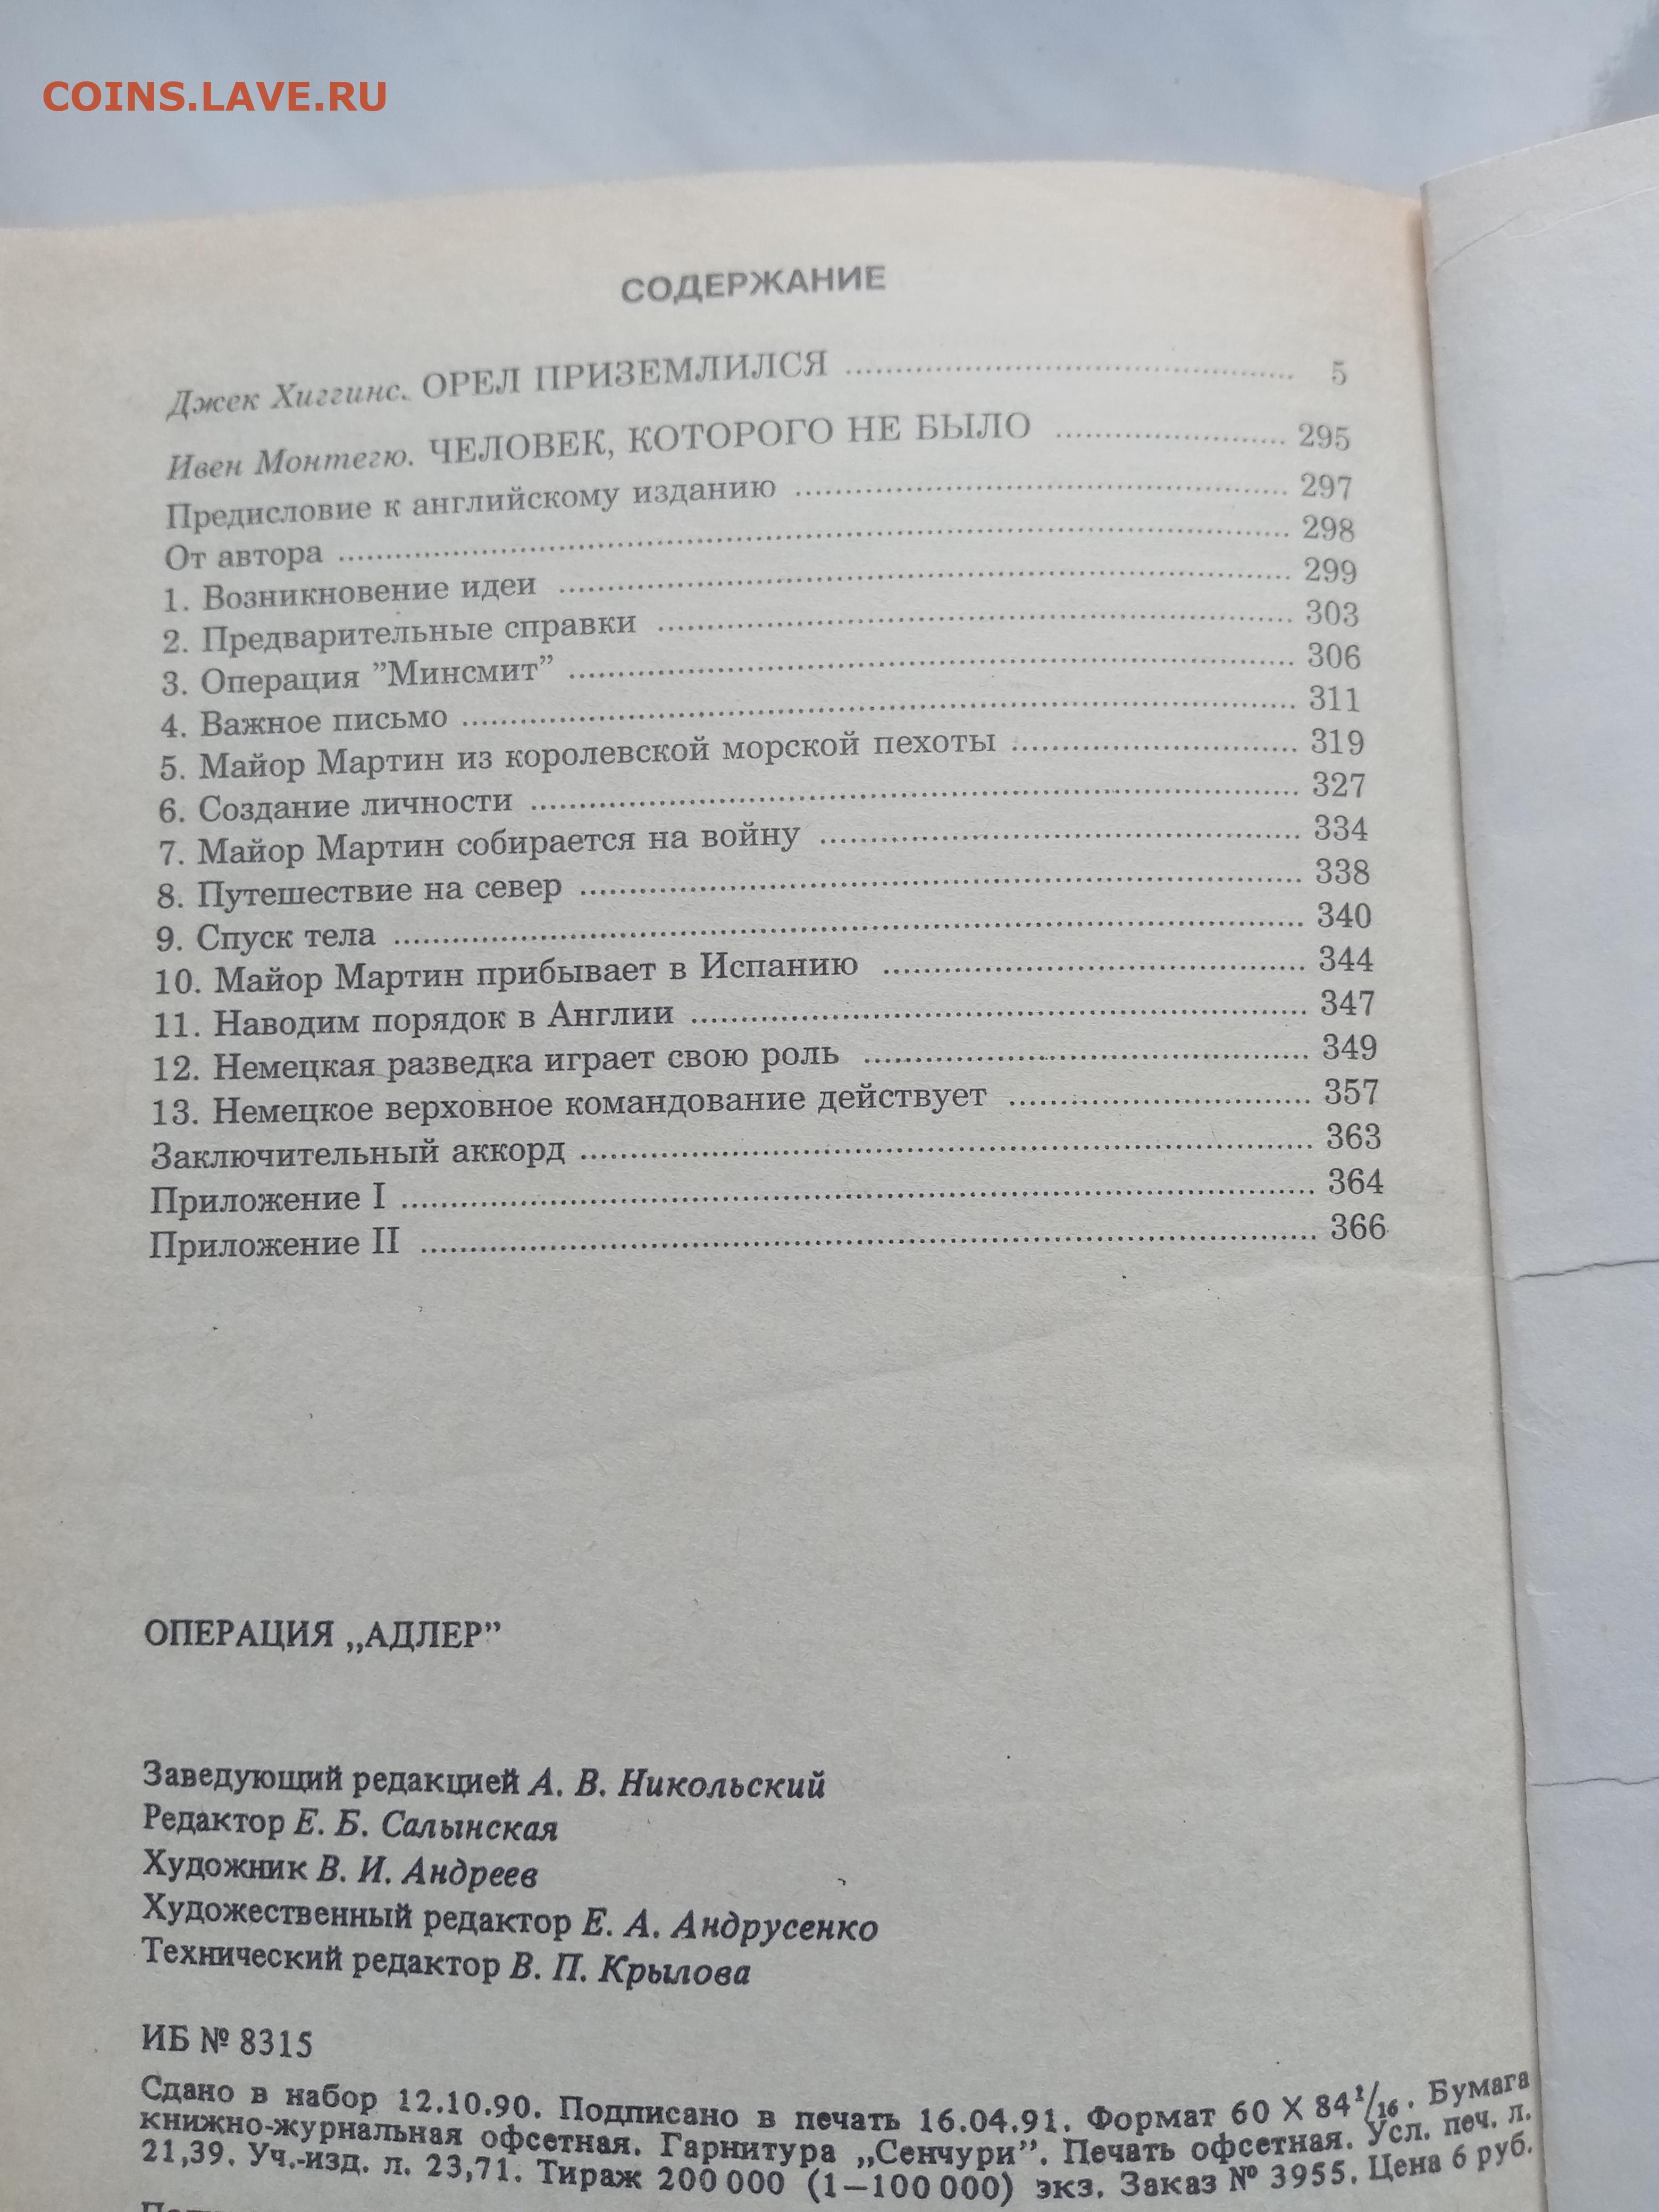 COINS.LAVE.RU
СОДЕРЖАНИЕ
Джек Хиггинс. ОРЕЛ ПРИЗЕМЛИЛСЯ ........ 5
Ивен Монтегю. ЧЕЛОВЕК, КОТОРОГО НЕ БЫЛО ........ 295
Предисловие к английскому изданию ........ 297
От автора ........ 298
1. Возникновение идеи ........ 299
2. Предварительные справки ........ 303
3. Операция ”Минсмит” ........ 306
4. Важное письмо ........ 311
5. Майор Мартин из королевской морской пехоты ........ 319
6. Создание личности ........ 327
7. Майор Мартин собирается на войну ........ 334
8. Путешествие на север ........ 338
9. Спуск тела ........ 340
10. Майор Мартин прибывает в Испанию ........ 344
11. Наводим порядок в Англии ........ 347
12. Немецкая разведка играет свою роль ........ 349
13. Немецкое верховное командование действует ........ 357
Заключительный аккорд ........ 363
Приложение I ........ 364
Приложение II ........ 366
ОПЕРАЦИЯ „АДЛЕР”
Заведующий редакцией А. В. Никольский
Редактор Е. Б. Салынская
Художник В. И. Андреев
Художественный редактор Е. А. Андрусенко
Технический редактор В. П. Крылова
ИБ № 8315
Сдано в набор 12.10.90. Подписано в печать 16.04.91. Формат 60 X 84 1/16. Бумага
книжно-журнальная офсетная. Гарнитура „Сенчури”. Печать офсетная. Усл. печ. л.
21,39. Уч.-изд. л. 23,71. Тираж 200 000 (1—100 000) экз. Заказ № 3955. Цена 6 руб.